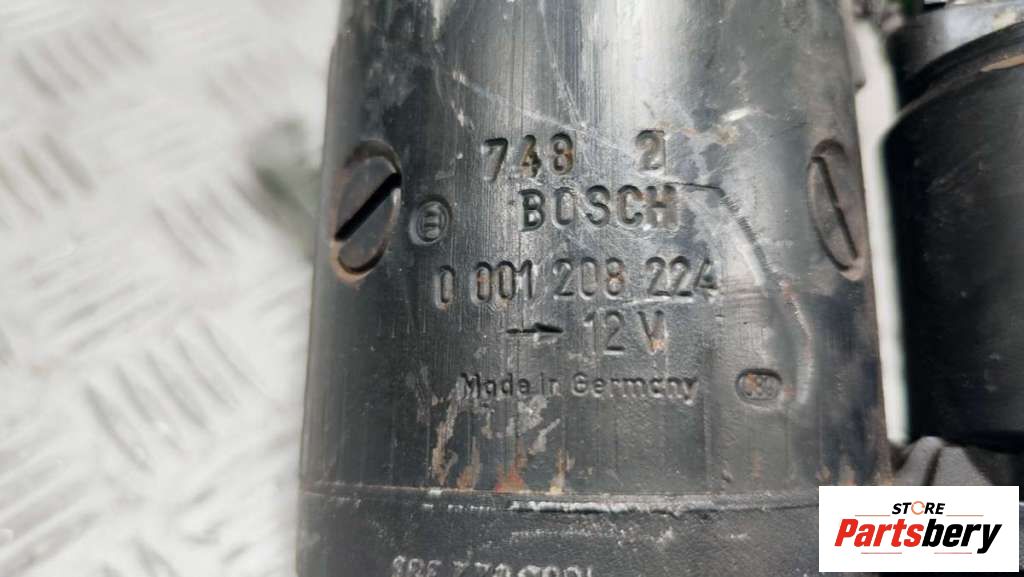 748 2
BOSCH
0 001 208 224
12V
Made in Germany
STORE
Partsbery